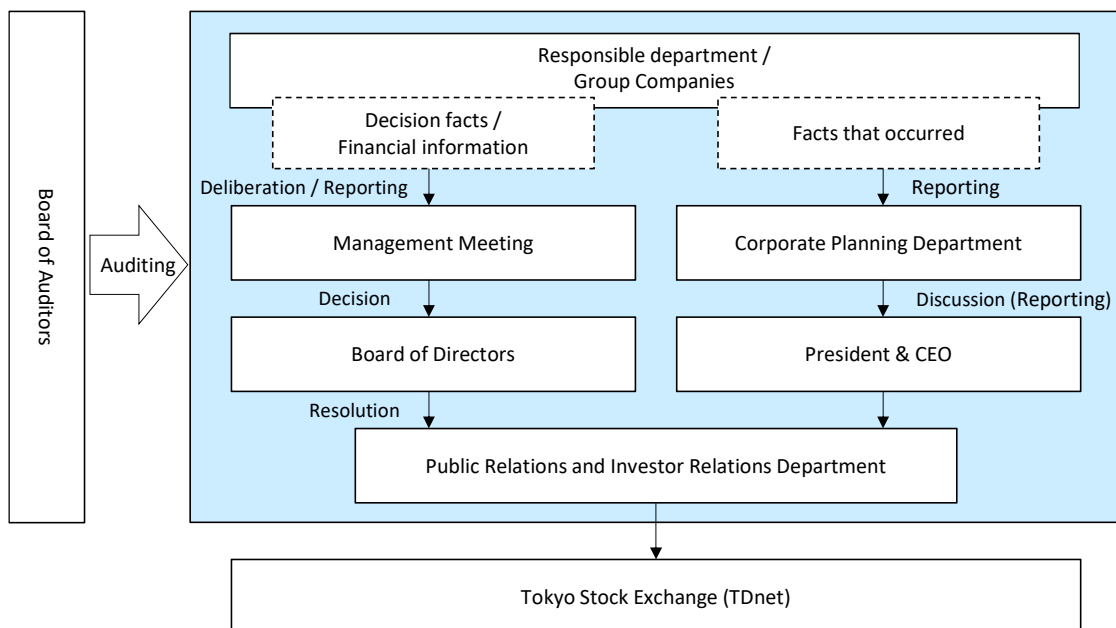 Board of Auditors
Auditing
Responsible department /
Group Companies
Decision facts /
Financial information
Facts that occurred
Deliberation / Reporting
Reporting
Management Meeting
Corporate Planning Department
Decision
Discussion (Reporting)
Board of Directors
President & CEO
Resolution
Public Relations and Investor Relations Department
Tokyo Stock Exchange (TDnet)